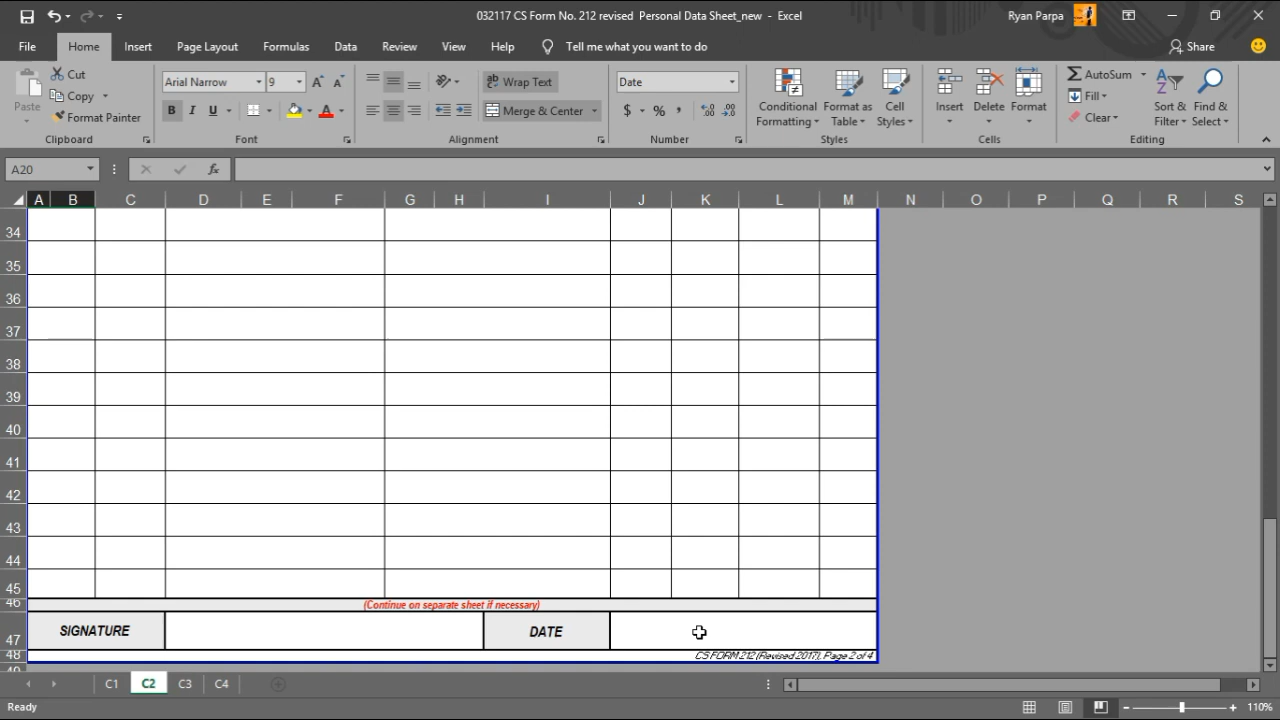 032117 CS Form No. 212 revised  Personal Data Sheet_new  -  Excel
Ryan Parpa
File Home Insert Page Layout Formulas Data Review View Help Tell me what you want to do Share
Paste
Cut
Copy
Format Painter
Clipboard
Arial Narrow 9
B I U
Font
Wrap Text
Merge & Center
Alignment
Date
$ % ,
Number
Conditional Formatting
Format as Table
Cell Styles
Styles
Insert Delete Format
Cells
AutoSum
Fill
Clear
Sort & Filter
Find & Select
Editing
A20 fx
A B C D E F G H I J K L M N O P Q R S
34
35
36
37
38
39
40
41
42
43
44
45
46 (Continue on separate sheet if necessary)
47 SIGNATURE DATE
48 CS FORM 212 (Revised 2017), Page 2 of 4
C1 C2 C3 C4
Ready 110%